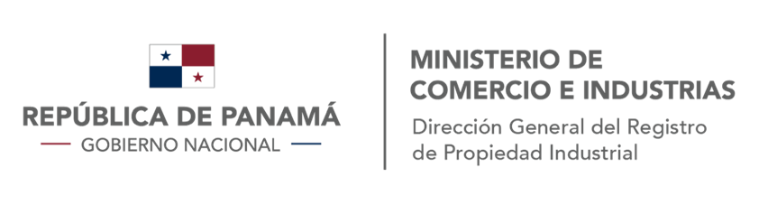 REPÚBLICA DE PANAMÁ
GOBIERNO NACIONAL
MINISTERIO DE
COMERCIO E INDUSTRIAS
Dirección General del Registro
de Propiedad Industrial